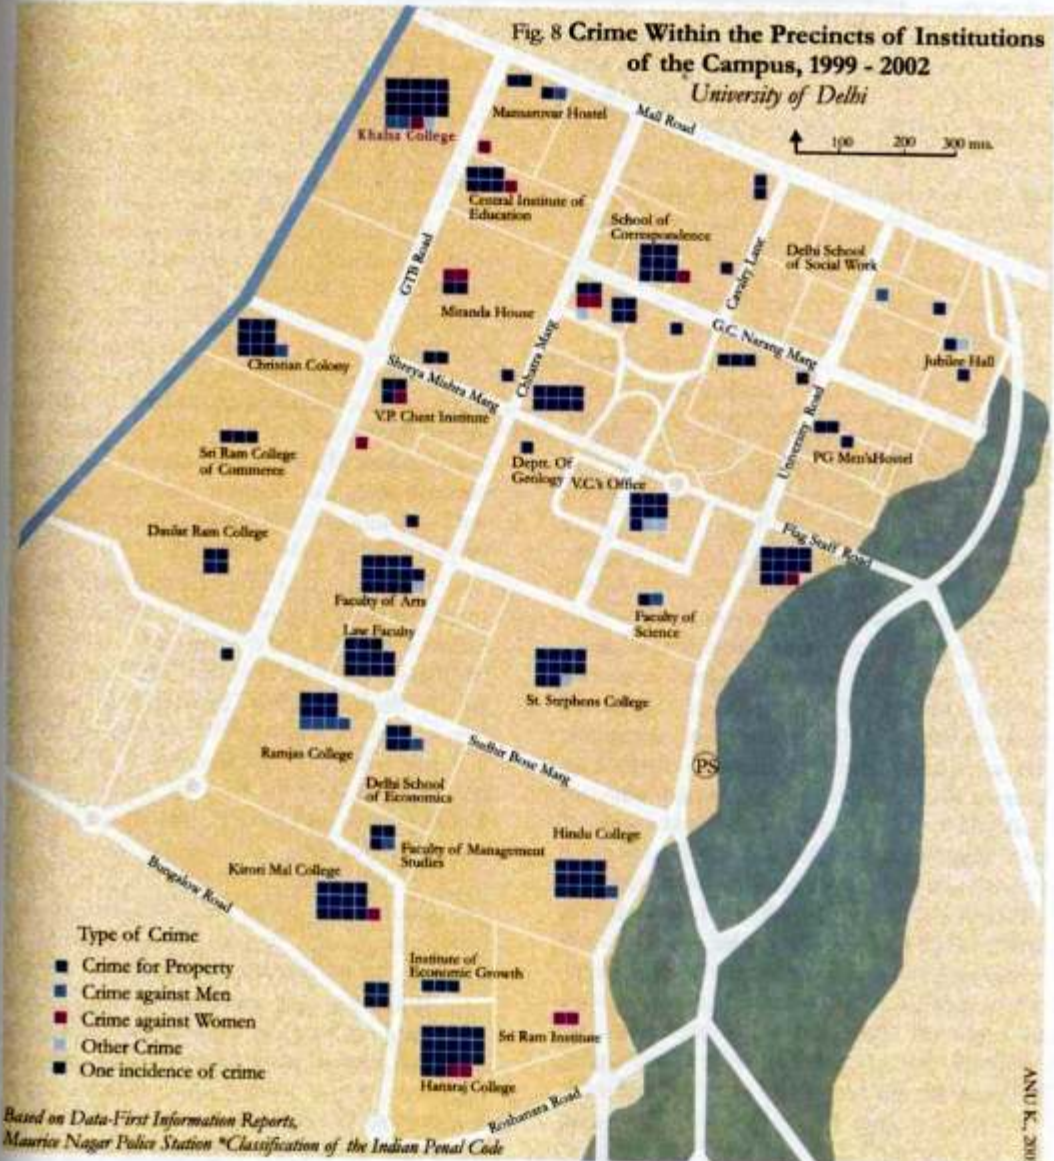 Fig. 8 Crime Within the Precincts of Institutions
of the Campus, 1999 - 2002
University of Delhi
100 200 300 mts.
Mall Road
Khalsa College
Mansarovar Hostel
Central Institute of
Education
School of
Correspondence
Delhi School
of Social Work
GTB Road
Cavalry Lane
Miranda House
Chhatra Marg
G.C. Narang Marg
Jubilee Hall
Christian Colony
Shreya Mishra Marg
V.P. Chest Institute
University Road
Sri Ram College
of Commerce
Deptt. Of
Geology
V.C.'s Office
PG Men'sHostel
Daulat Ram College
Flag Staff Road
Faculty of Arts
Law Faculty
Faculty of
Science
St. Stephens College
Ramjas College
Sudhir Bose Marg
PS
Delhi School
of Economics
Hindu College
Faculty of Management
Studies
Kirori Mal College
Bungalow Road
Institute of
Economic Growth
Sri Ram Institute
Hansraj College
Roshanara Road
Type of Crime
Crime for Property
Crime against Men
Crime against Women
Other Crime
One incidence of crime
Based on Data-First Information Reports,
Maurice Nagar Police Station *Classification of the Indian Penal Code
ANU K.,